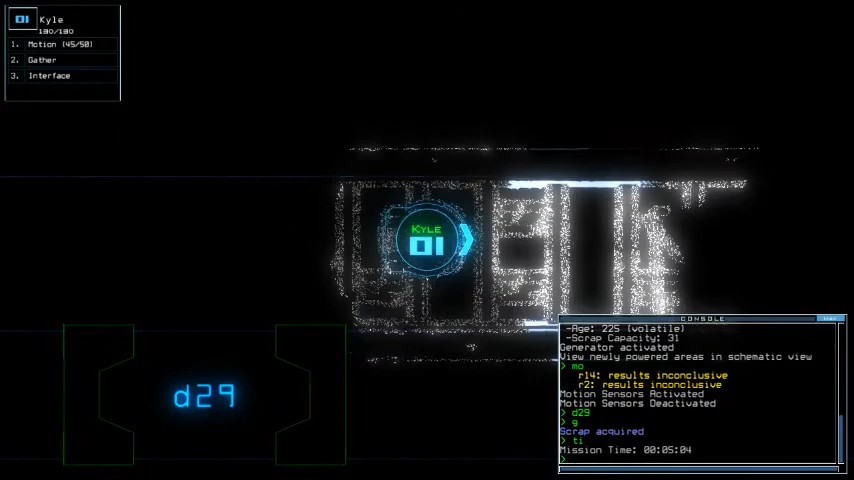 01 Kyle
130/130
1. Motion (45/50)
2. Gather
3. Interface
Kyle
01
d29
CONSOLE
-Age: 225 (volatile)
-Scrap Capacity: 31
Generator activated
View newly powered areas in schematic view
> mo
r14: results inconclusive
r2: results inconclusive
Motion Sensors Activated
Motion Sensors Deactivated
> d29
> g
Scrap acquired
> ti
Mission Time: 00:05:04
>